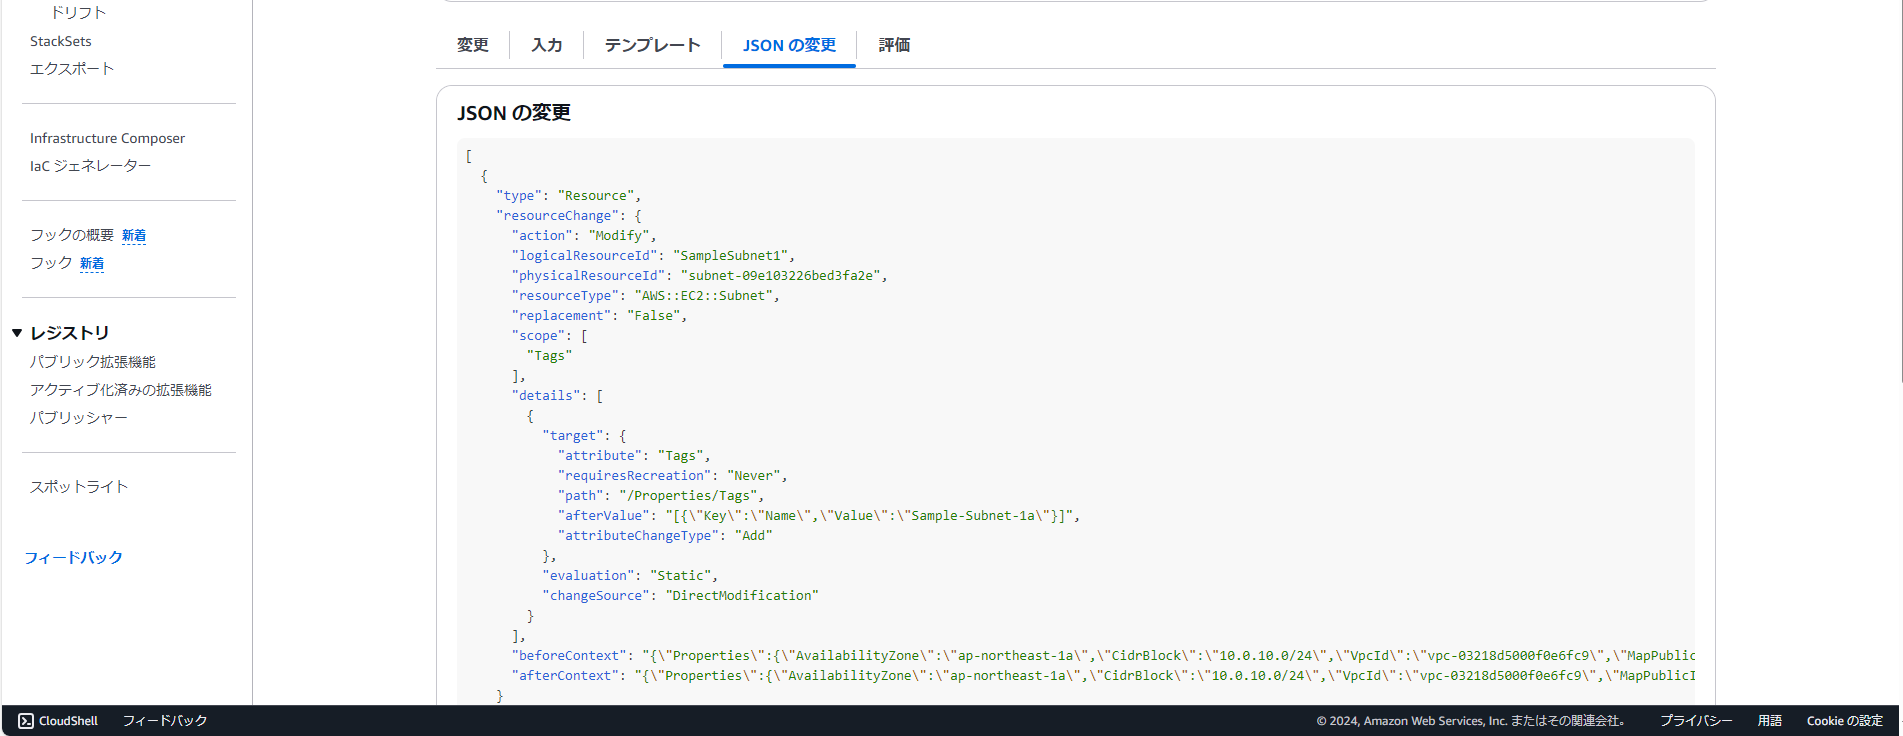 ドリフト
StackSets
エクスポート
Infrastructure Composer
IaC ジェネレーター
フックの概要 新着
フック 新着
レジストリ
パブリック拡張機能
アクティブ化済みの拡張機能
パブリッシャー
スポットライト
フィードバック
変更 入力 テンプレート JSON の変更 評価
JSON の変更
[
  {
    "type": "Resource",
    "resourceChange": {
      "action": "Modify",
      "logicalResourceId": "SampleSubnet1",
      "physicalResourceId": "subnet-09e103226bed3fa2e",
      "resourceType": "AWS::EC2::Subnet",
      "replacement": "False",
      "scope": [
        "Tags"
      ],
      "details": [
        {
          "target": {
            "attribute": "Tags",
            "requiresRecreation": "Never",
            "path": "/Properties/Tags",
            "afterValue": "[{\"Key\":\"Name\",\"Value\":\"Sample-Subnet-1a\"}]",
            "attributeChangeType": "Add"
          },
          "evaluation": "Static",
          "changeSource": "DirectModification"
        }
      ],
      "beforeContext": "{\"Properties\":{\"AvailabilityZone\":\"ap-northeast-1a\",\"CidrBlock\":\"10.0.10.0/24\",\"VpcId\":\"vpc-03218d5000f0e6fc9\",\"MapPublic
      "afterContext": "{\"Properties\":{\"AvailabilityZone\":\"ap-northeast-1a\",\"CidrBlock\":\"10.0.10.0/24\",\"VpcId\":\"vpc-03218d5000f0e6fc9\",\"MapPublicI
    }
CloudShell フィードバック © 2024, Amazon Web Services, Inc. またはその関連会社。 プライバシー 用語 Cookie の設定